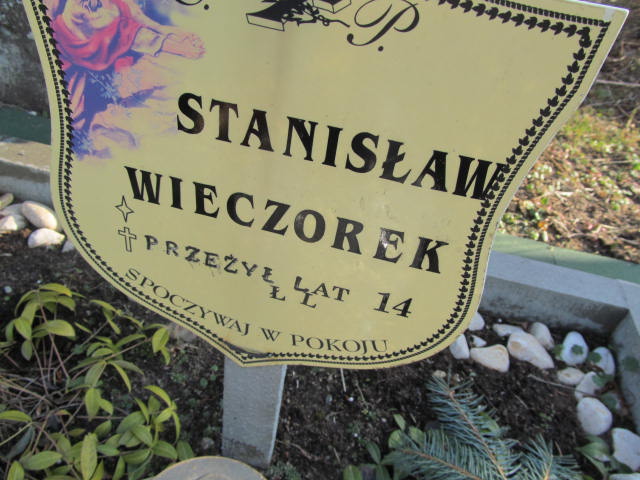 Ś. P.
STANISŁAW
WIECZOREK
PRZEŻYŁ LAT 14
Ł L
SPOCZYWAJ W POKOJU